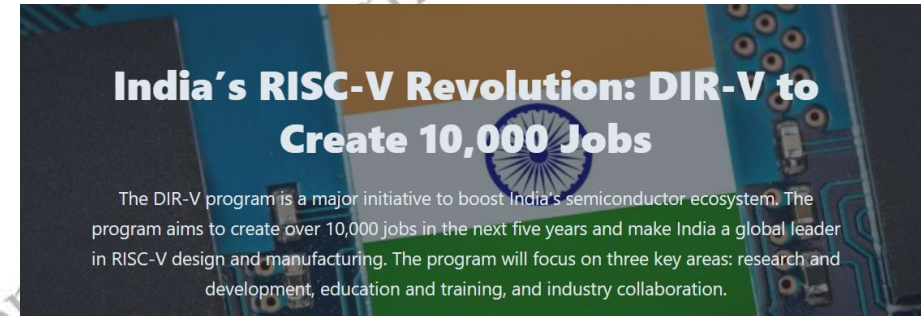 India′s RISC-V Revolution: DIR-V to
Create 10,000 Jobs
The DIR-V program is a major initiative to boost India's semiconductor ecosystem. The
program aims to create over 10,000 jobs in the next five years and make India a global leader
in RISC-V design and manufacturing. The program will focus on three key areas: research and
development, education and training, and industry collaboration.